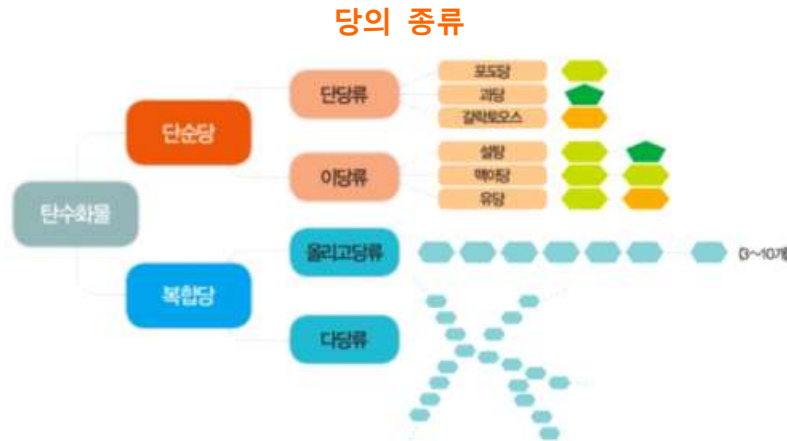 당의 종류
탄수화물
단순당
복합당
단당류
이당류
올리고당류
다당류
포도당
과당
갈락토오스
설탕
맥아당
유당
(3~10개